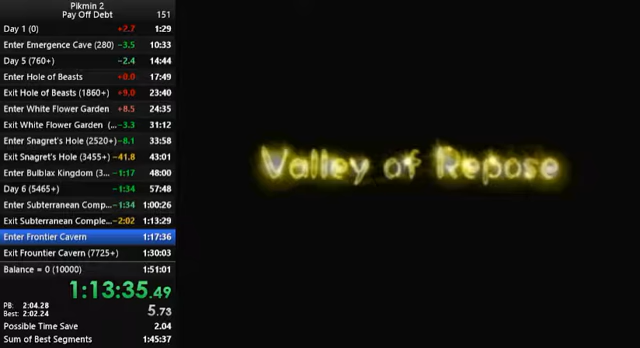 Pikmin 2
Pay Off Debt 151
Day 1 (0) +2.7 1:29
Enter Emergence Cave (280) -3.5 10:33
Day 5 (760+) -2.4 14:44
Enter Hole of Beasts +0.0 17:49
Exit Hole of Beasts (1860+) +9.0 23:40
Enter White Flower Garden +8.5 24:35
Exit White Flower Garden (... -3.3 31:12
Enter Snagret's Hole (2520+) -8.1 33:58
Exit Snagret's Hole (3455+) -41.8 43:01
Enter Bulblax Kingdom (3... -1:17 48:00
Day 6 (5465+) -1:34 57:48
Enter Subterranean Comp... -1:34 1:00:26
Exit Subterranean Comple... -2:02 1:13:29
Enter Frontier Cavern 1:17:36
Exit Frountier Cavern (7725+) 1:30:03
Balance = 0 (10000) 1:51:01
1:13:35.49
PB: 2:04.28
Best: 2:02.24
5.73
Possible Time Save 2.04
Sum of Best Segments 1:45:37
Valley of Repose